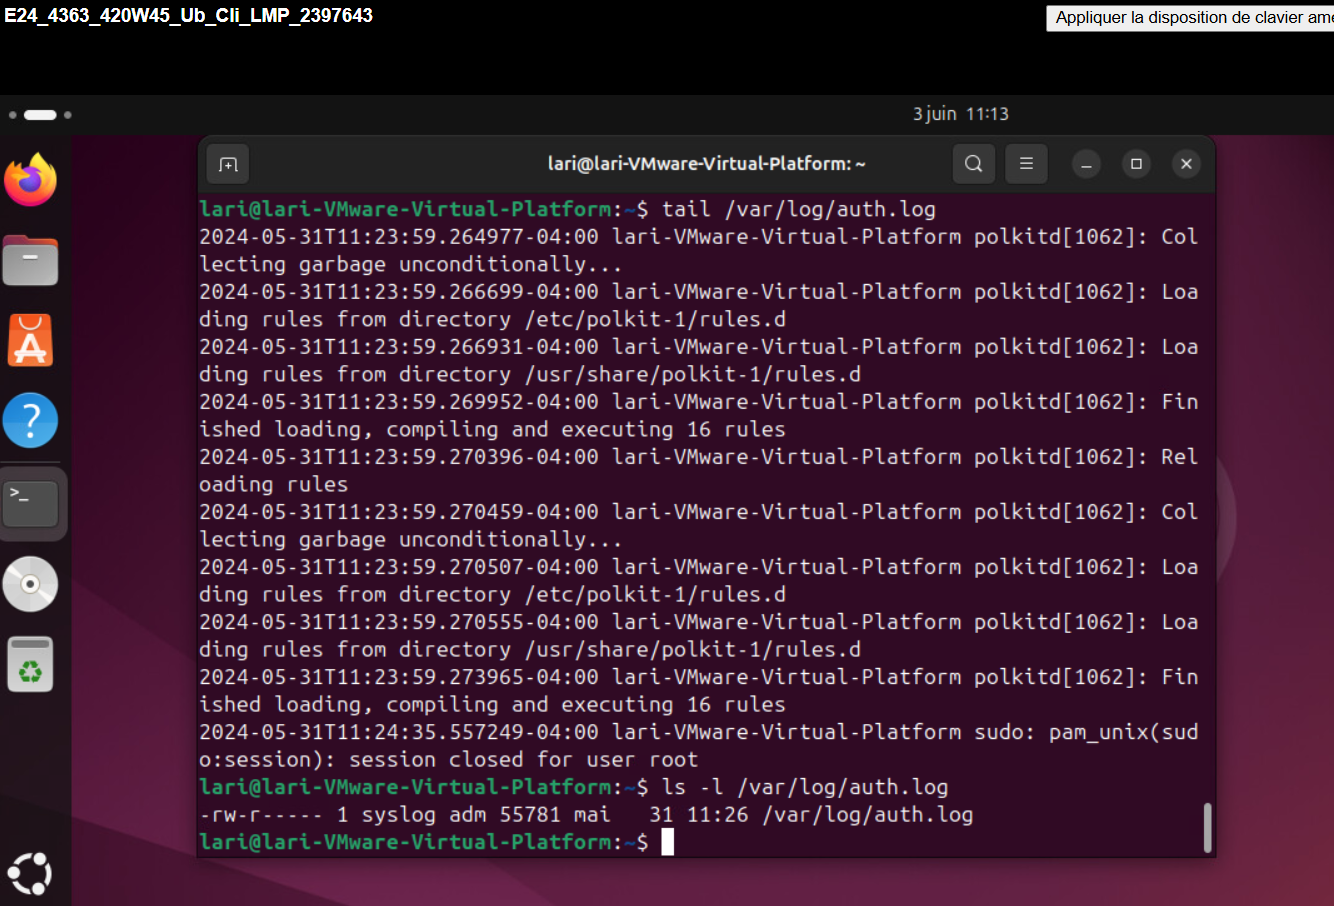 E24_4363_420W45_Ub_Cli_LMP_2397643
Appliquer la disposition de clavier amé
3 juin 11:13
lari@lari-VMware-Virtual-Platform: ~
lari@lari-VMware-Virtual-Platform:~$ tail /var/log/auth.log
2024-05-31T11:23:59.264977-04:00 lari-VMware-Virtual-Platform polkitd[1062]: Col
lecting garbage unconditionally...
2024-05-31T11:23:59.266699-04:00 lari-VMware-Virtual-Platform polkitd[1062]: Loa
ding rules from directory /etc/polkit-1/rules.d
2024-05-31T11:23:59.266931-04:00 lari-VMware-Virtual-Platform polkitd[1062]: Loa
ding rules from directory /usr/share/polkit-1/rules.d
2024-05-31T11:23:59.269952-04:00 lari-VMware-Virtual-Platform polkitd[1062]: Fin
ished loading, compiling and executing 16 rules
2024-05-31T11:23:59.270396-04:00 lari-VMware-Virtual-Platform polkitd[1062]: Rel
oading rules
2024-05-31T11:23:59.270459-04:00 lari-VMware-Virtual-Platform polkitd[1062]: Col
lecting garbage unconditionally...
2024-05-31T11:23:59.270507-04:00 lari-VMware-Virtual-Platform polkitd[1062]: Loa
ding rules from directory /etc/polkit-1/rules.d
2024-05-31T11:23:59.270555-04:00 lari-VMware-Virtual-Platform polkitd[1062]: Loa
ding rules from directory /usr/share/polkit-1/rules.d
2024-05-31T11:23:59.273965-04:00 lari-VMware-Virtual-Platform polkitd[1062]: Fin
ished loading, compiling and executing 16 rules
2024-05-31T11:24:35.557249-04:00 lari-VMware-Virtual-Platform sudo: pam_unix(sud
o:session): session closed for user root
lari@lari-VMware-Virtual-Platform:~$ ls -l /var/log/auth.log
-rw-r----- 1 syslog adm 55781 mai   31 11:26 /var/log/auth.log
lari@lari-VMware-Virtual-Platform:~$